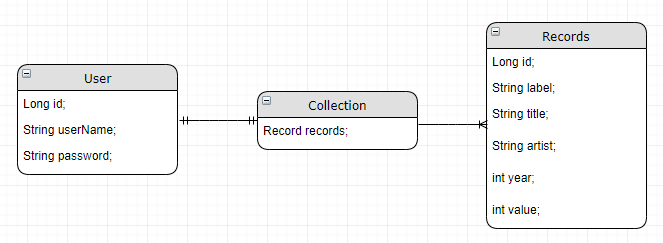 User
Long id;
String userName;
String password;
Collection
Record records;
Records
Long id;
String label;
String title;
String artist;
int year;
int value;